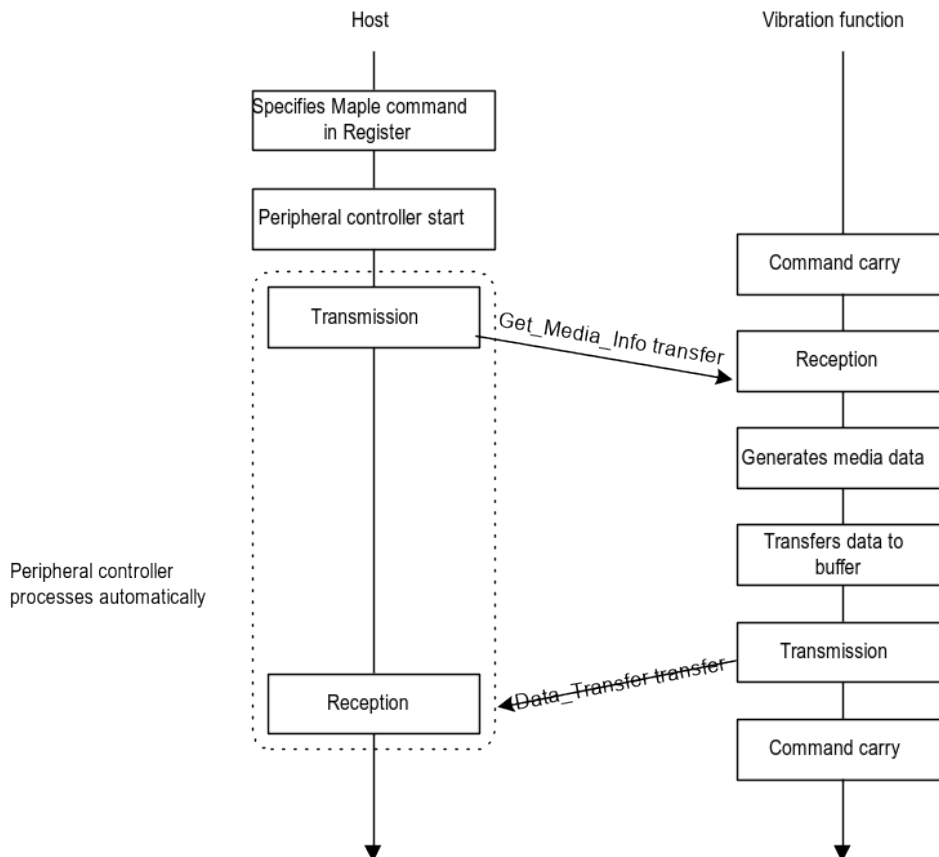 Host
Vibration function
Specifies Maple command
in Register
Peripheral controller start
Command carry
Transmission
Get_Media_Info transfer
Reception
Generates media data
Transfers data to
buffer
Peripheral controller
processes automatically
Transmission
Data_Transfer transfer
Reception
Command carry